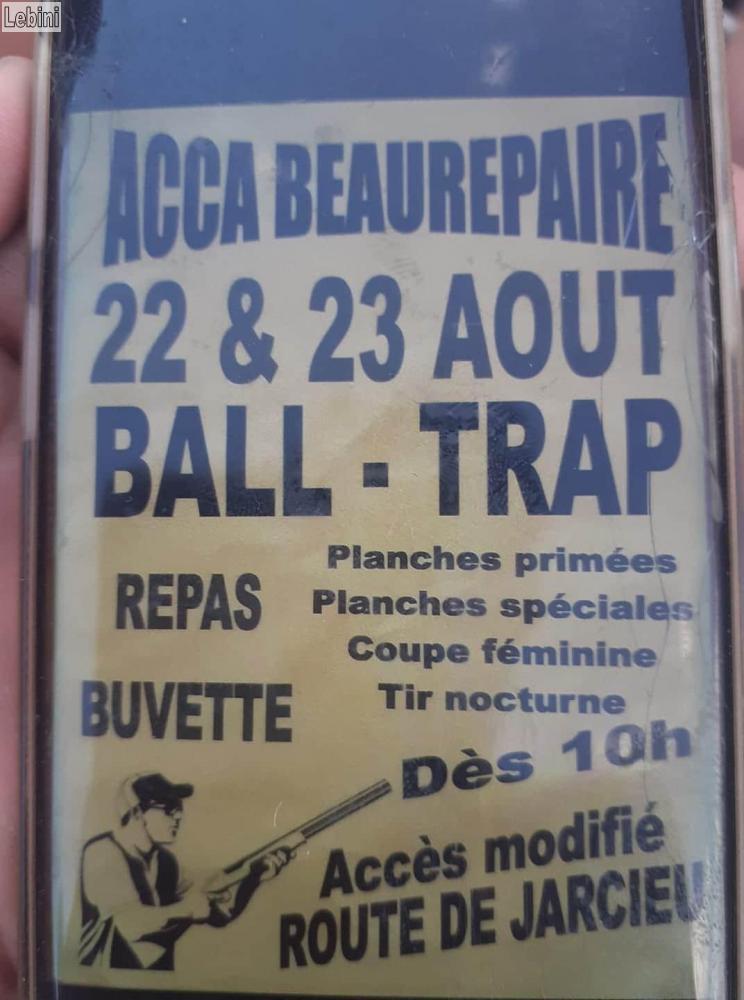 Lebini
ACCA BEAUREPAIRE
22 & 23 AOUT
BALL - TRAP
REPAS
BUVETTE
Planches primées
Planches spéciales
Coupe féminine
Tir nocturne
Dès 10h
Accès modifié
ROUTE DE JARCIEU